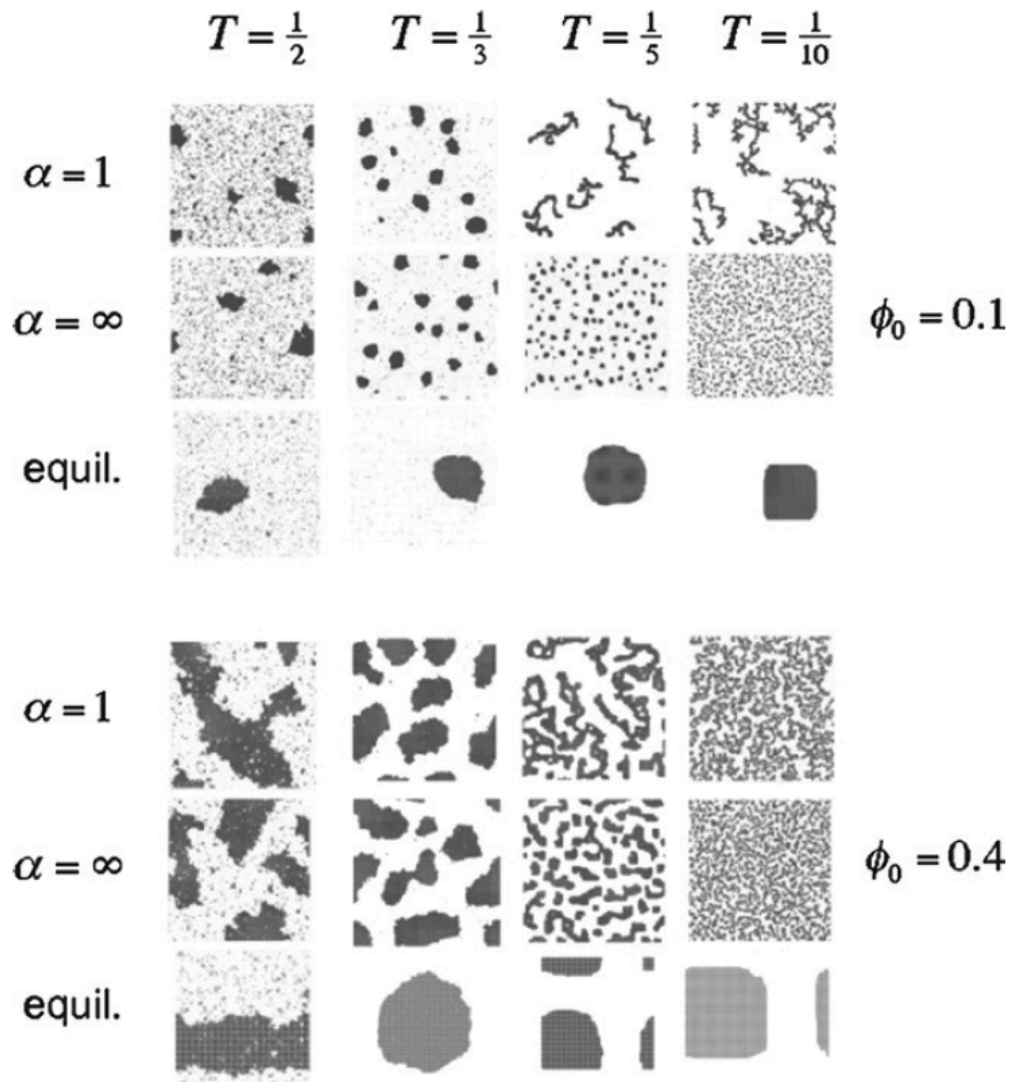 T = 1/2 T = 1/3 T = 1/5 T = 1/10
α = 1
α = ∞ ϕ₀ = 0.1
equil.
α = 1
α = ∞ ϕ₀ = 0.4
equil.